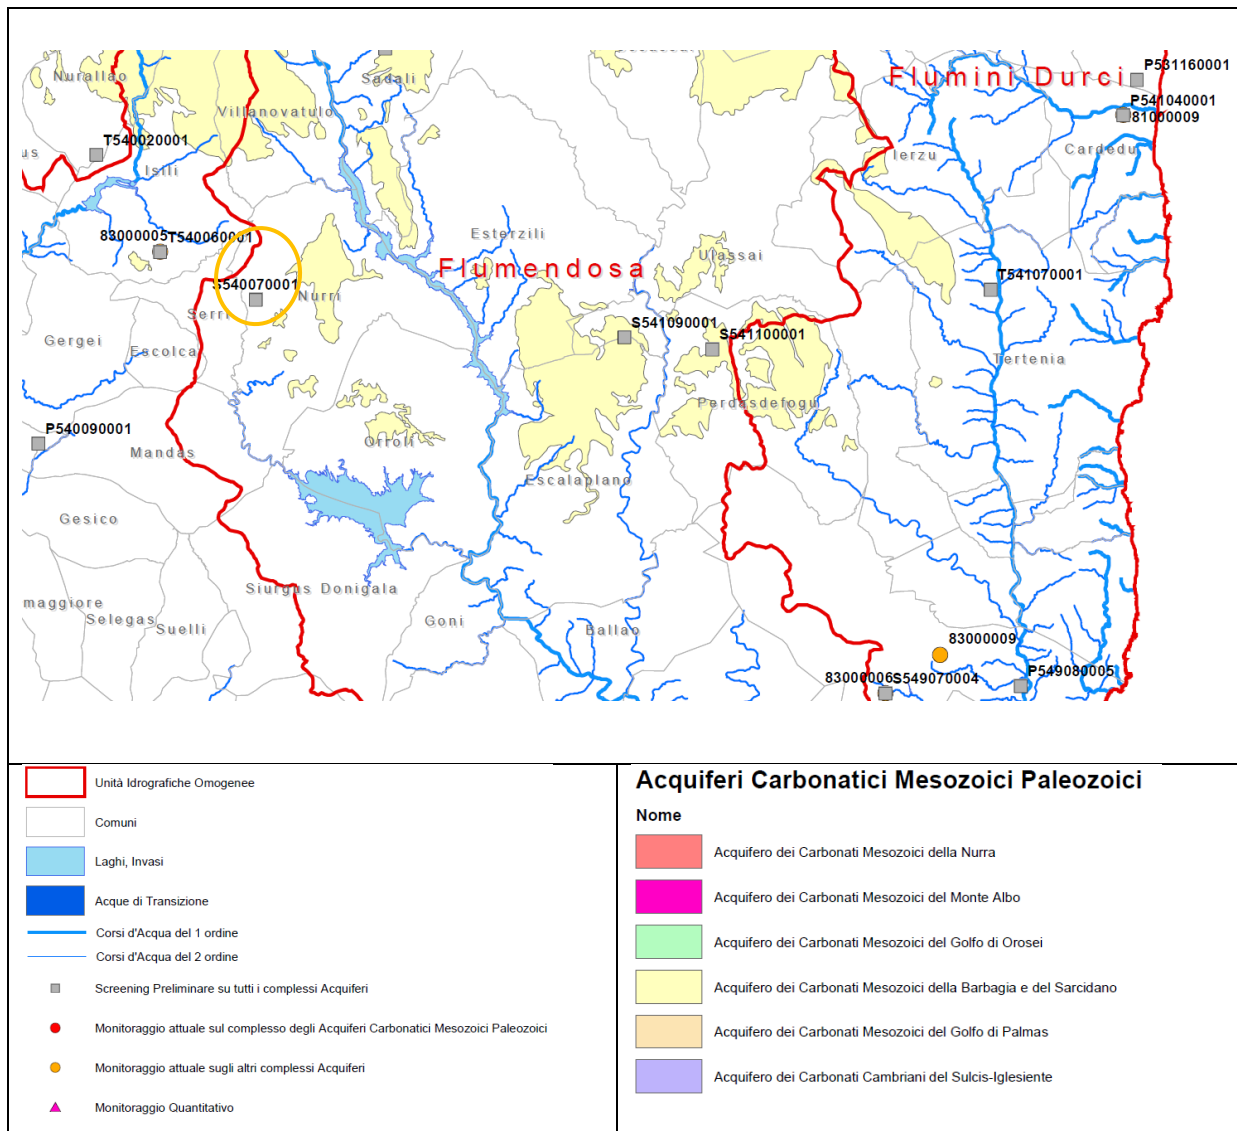 Flumini Durci
P531160001
Nurallao
Sadali
P541040001
81000009
Villanovatulo
T540020001
us
Isili
Ierzu
Cardedu
83000005
T540060001
Esterzili
Ulassai
Flumendosa
T541070001
S540070001
Nurri
Serri
S541090001
S541100001
Gergei
Escolca
Tertenia
Perdasdefogu
P540090001
Orroli
Mandas
Escalaplano
Gesico
Siurgus Donigala
maggiore
Selegas
Suelli
Goni
Ballao
83000009
83000006
S549070004
P549080005
Unità Idrografiche Omogenee
Comuni
Laghi, Invasi
Acque di Transizione
Corsi d'Acqua del 1 ordine
Corsi d'Acqua del 2 ordine
Screening Preliminare su tutti i complessi Acquiferi
Monitoraggio attuale sul complesso degli Acquiferi Carbonatici Mesozoici Paleozoici
Monitoraggio attuale sugli altri complessi Acquiferi
Monitoraggio Quantitativo
Acquiferi Carbonatici Mesozoici Paleozoici
Nome
Acquifero dei Carbonati Mesozoici della Nurra
Acquifero dei Carbonati Mesozoici del Monte Albo
Acquifero dei Carbonati Mesozoici del Golfo di Orosei
Acquifero dei Carbonati Mesozoici della Barbagia e del Sarcidano
Acquifero dei Carbonati Mesozoici del Golfo di Palmas
Acquifero dei Carbonati Cambriani del Sulcis-Iglesiente